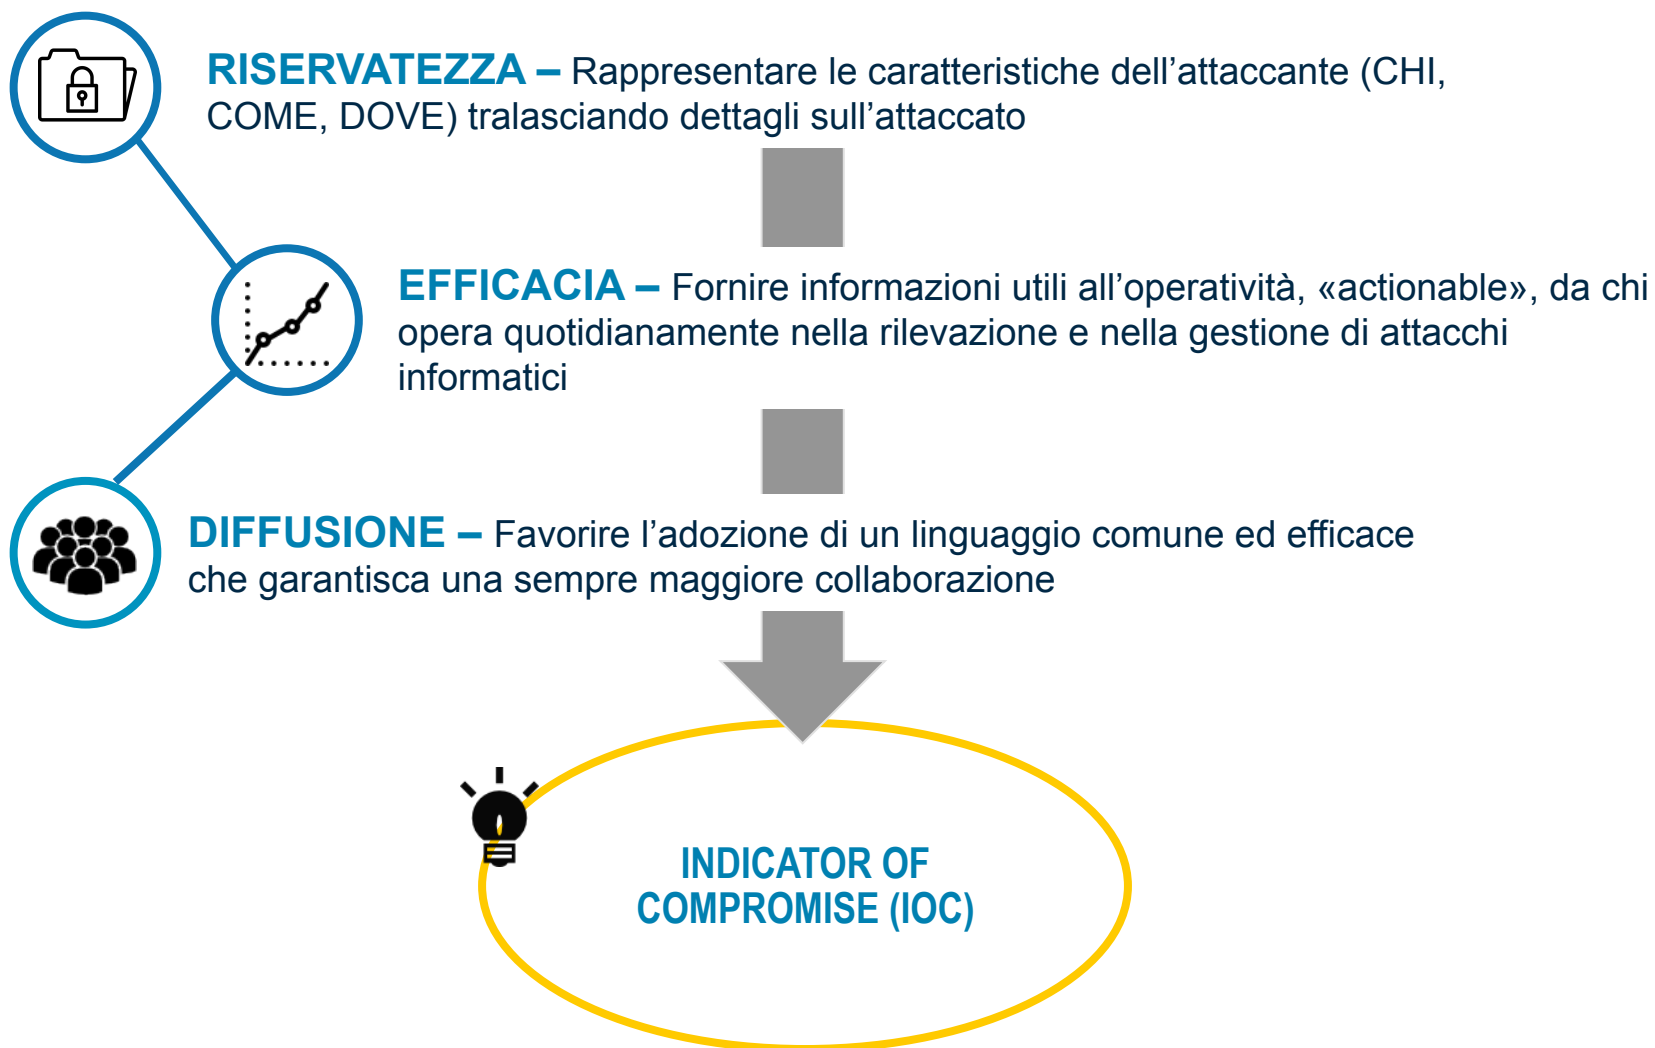 RISERVATEZZA – Rappresentare le caratteristiche dell’attaccante (CHI,
COME, DOVE) tralasciando dettagli sull’attaccato
EFFICACIA – Fornire informazioni utili all’operatività, «actionable», da chi
opera quotidianamente nella rilevazione e nella gestione di attacchi
informatici
DIFFUSIONE – Favorire l’adozione di un linguaggio comune ed efficace
che garantisca una sempre maggiore collaborazione
INDICATOR OF
COMPROMISE (IOC)